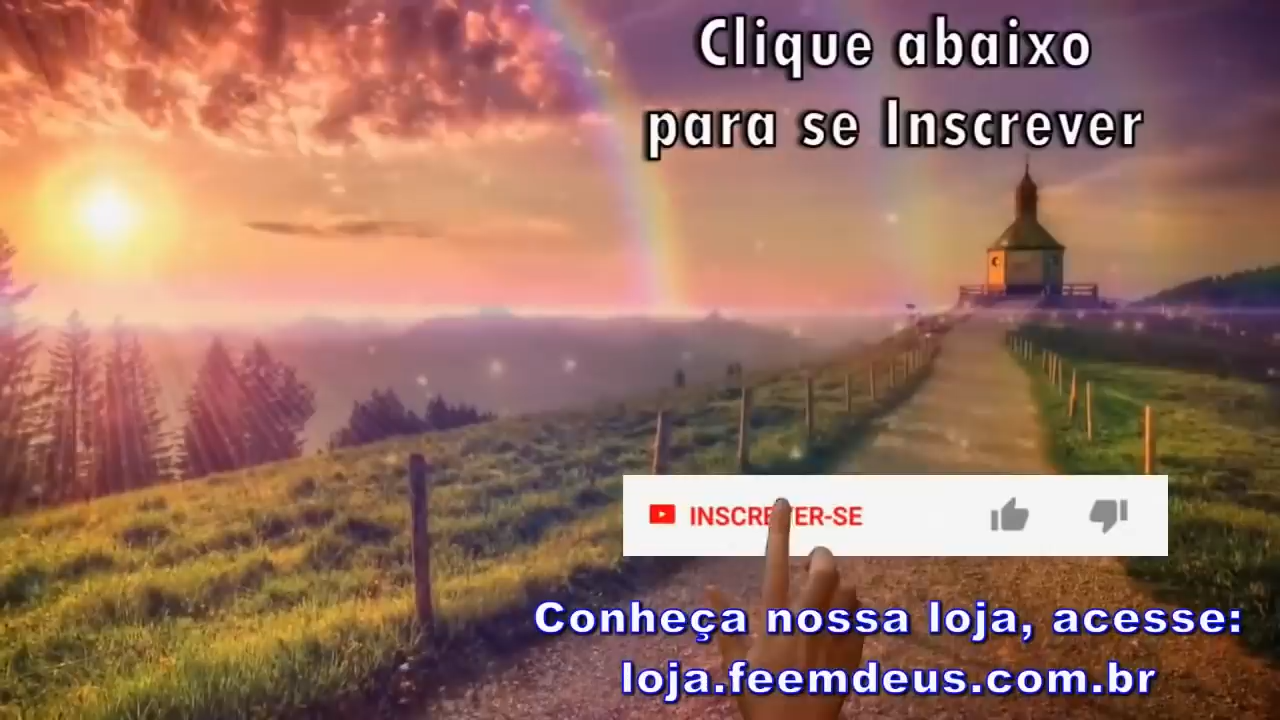 Clique abaixo
para se Inscrever
INSCREVER-SE
Conheça nossa loja, acesse:
loja.feemdeus.com.br